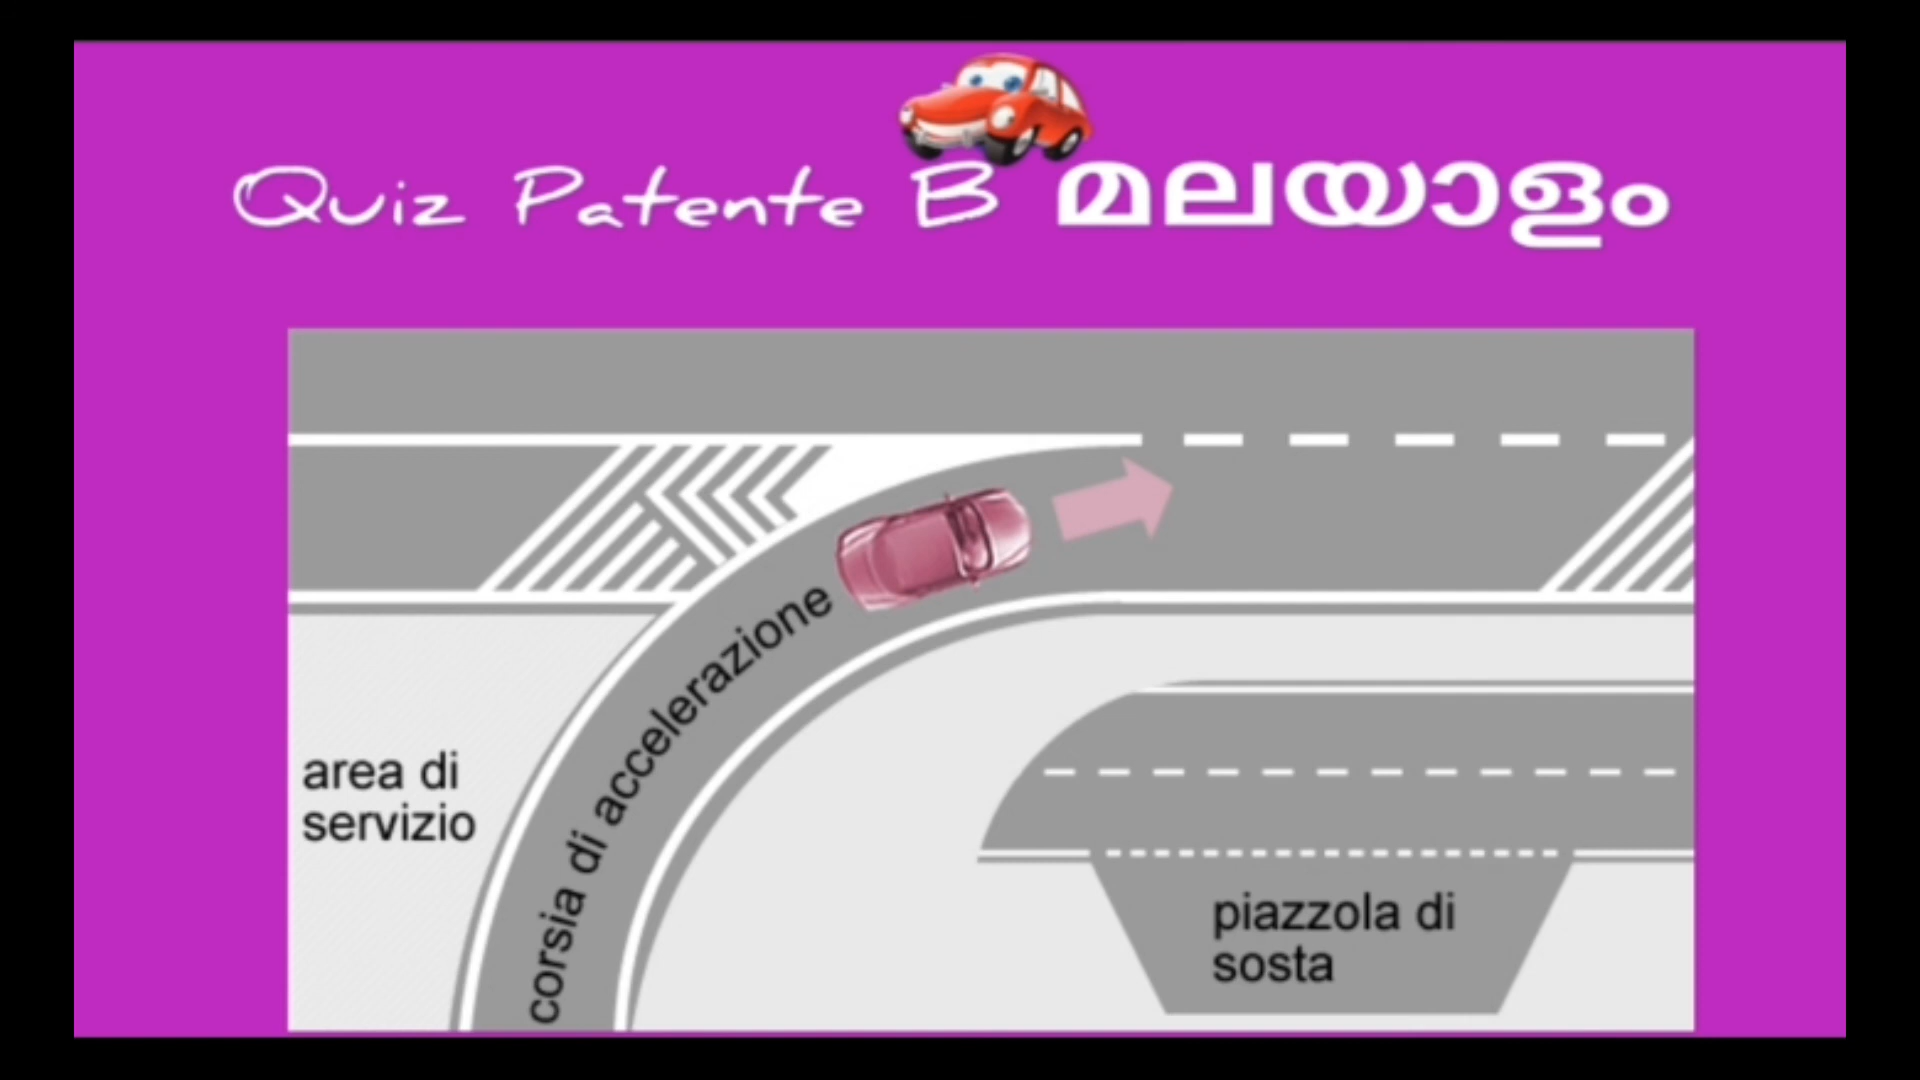 Quiz Patente B മലയാളം
corsia di accelerazione
area di
servizio
piazzola di
sosta